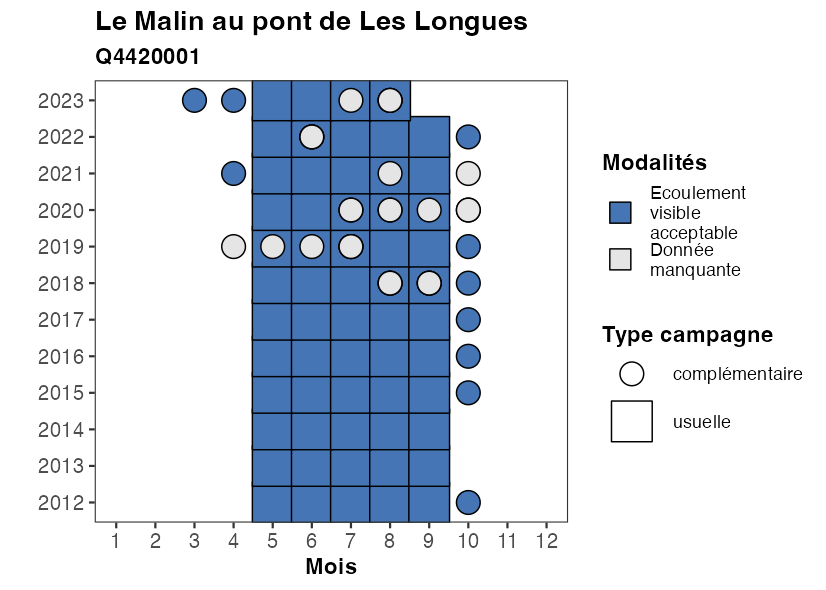 Le Malin au pont de Les Longues
Q4420001
2023
2022
2021
2020
2019
2018
2017
2016
2015
2014
2013
2012
1 2 3 4 5 6 7 8 9 10 11 12
Mois
Modalités
Ecoulement
visible
acceptable
Donnée
manquante
Type campagne
complémentaire
usuelle